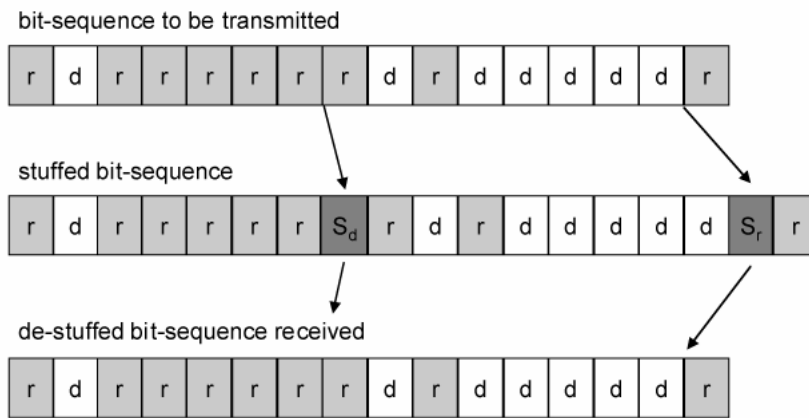 bit-sequence to be transmitted
r d r r r r r r d r d d d d d r
stuffed bit-sequence
r d r r r r r Sd r d r d d d d d Sr r
de-stuffed bit-sequence received
r d r r r r r r d r d d d d d r